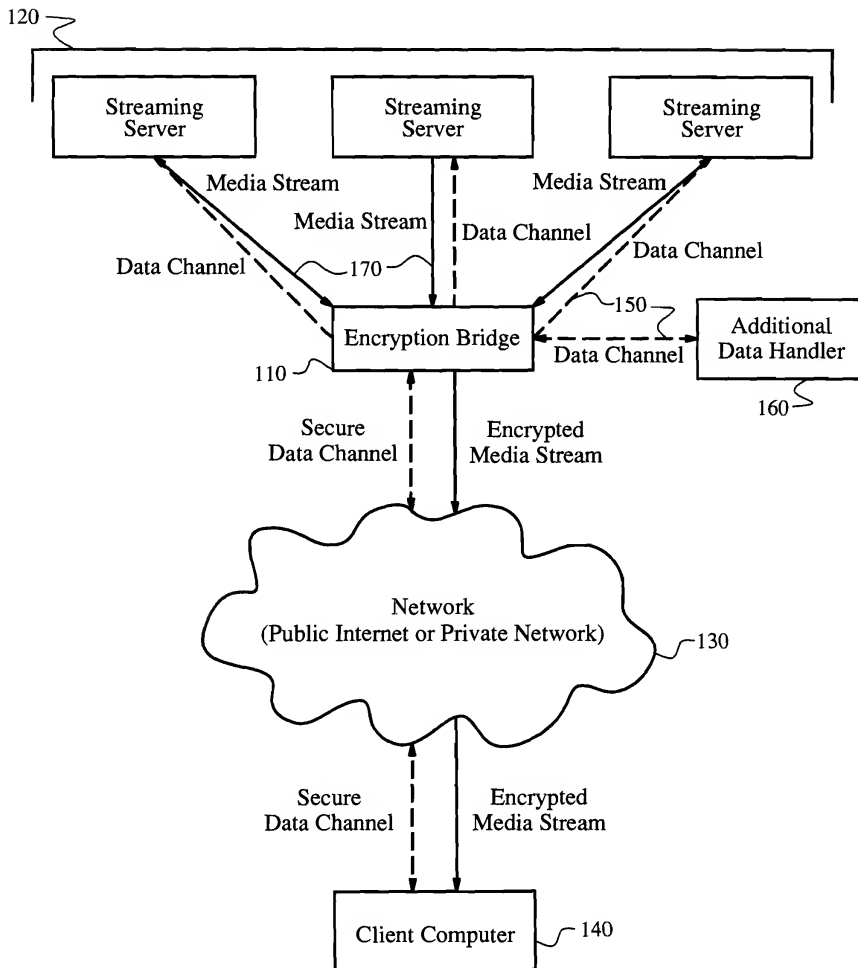 120
Streaming
Server
Streaming
Server
Streaming
Server
Media Stream
Media Stream
Media Stream
Data Channel
Data Channel
Data Channel
170
150
Encryption Bridge
Data Channel
Additional
Data Handler
110
160
Secure
Data Channel
Encrypted
Media Stream
Network
(Public Internet or Private Network)
130
Secure
Data Channel
Encrypted
Media Stream
Client Computer
140